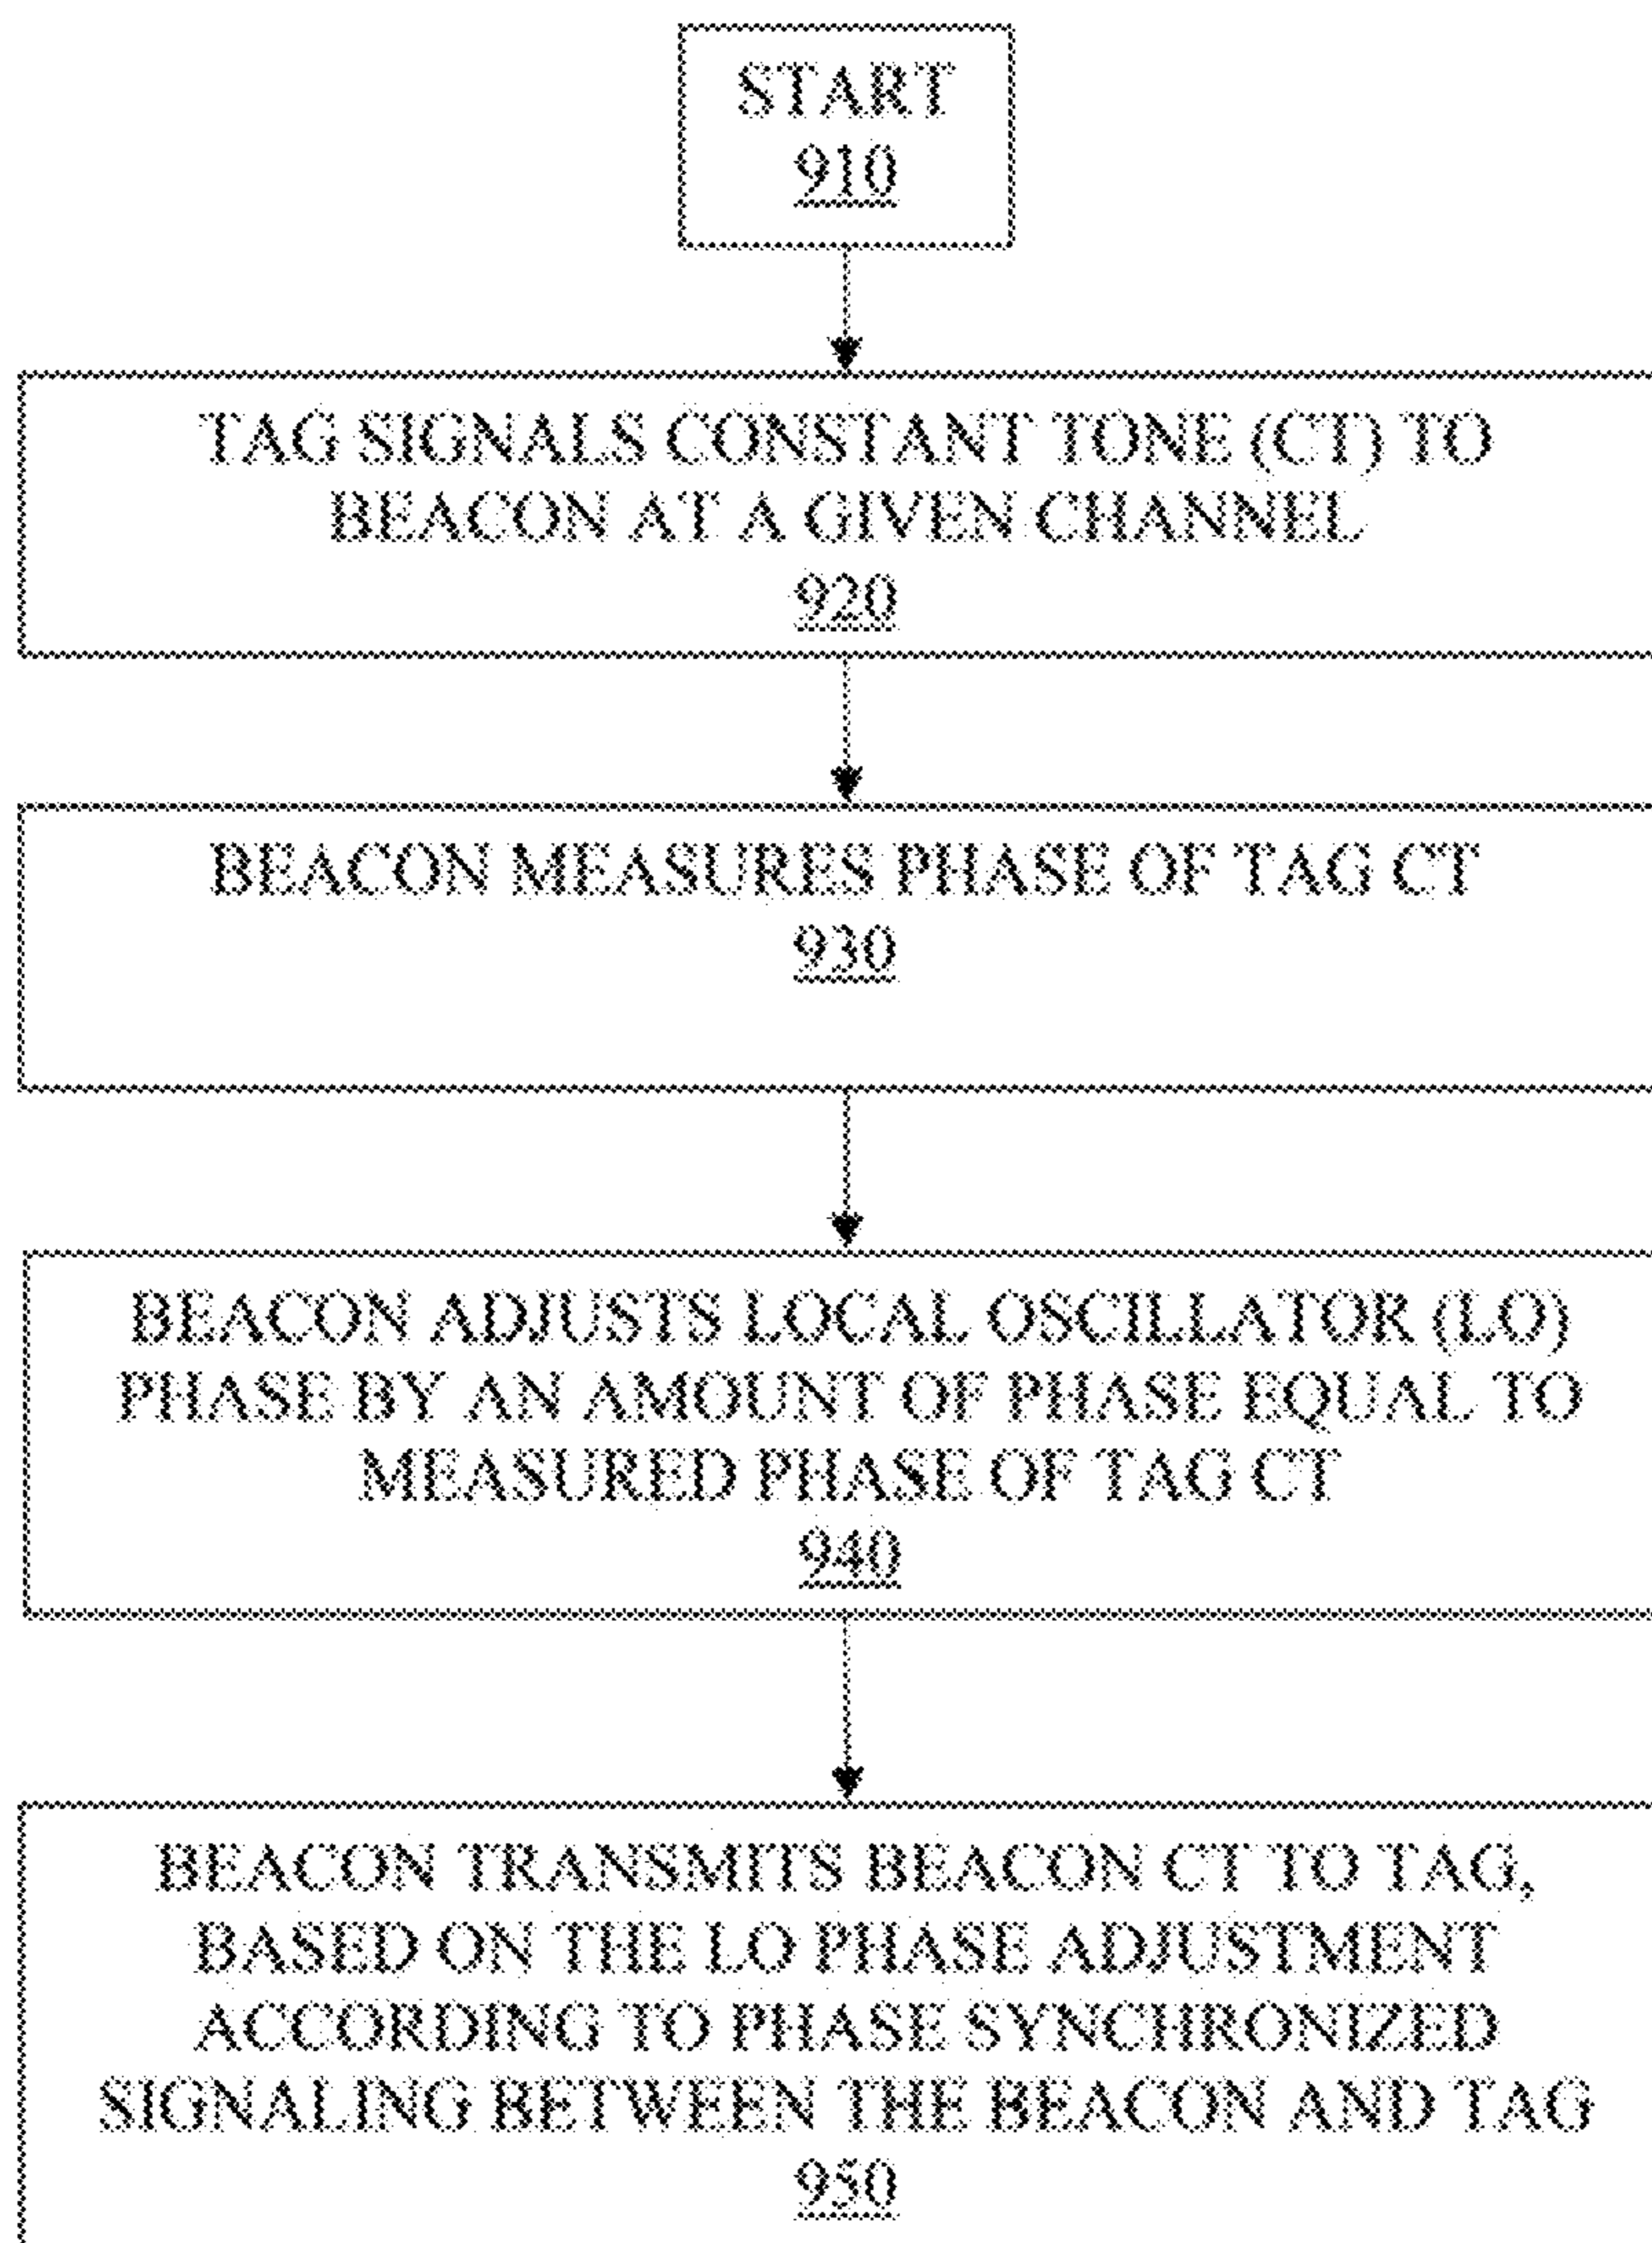 START
910
TAG SIGNALS CONSTANT TONE (CT) TO
BEACON AT A GIVEN CHANNEL
920
BEACON MEASURES PHASE OF TAG CT
930
BEACON ADJUSTS LOCAL OSCILLATOR (LO)
PHASE BY AN AMOUNT OF PHASE EQUAL TO
MEASURED PHASE OF TAG CT
940
BEACON TRANSMITS BEACON CT TO TAG,
BASED ON THE LO PHASE ADJUSTMENT
ACCORDING TO PHASE SYNCHRONIZED
SIGNALING BETWEEN THE BEACON AND TAG
950